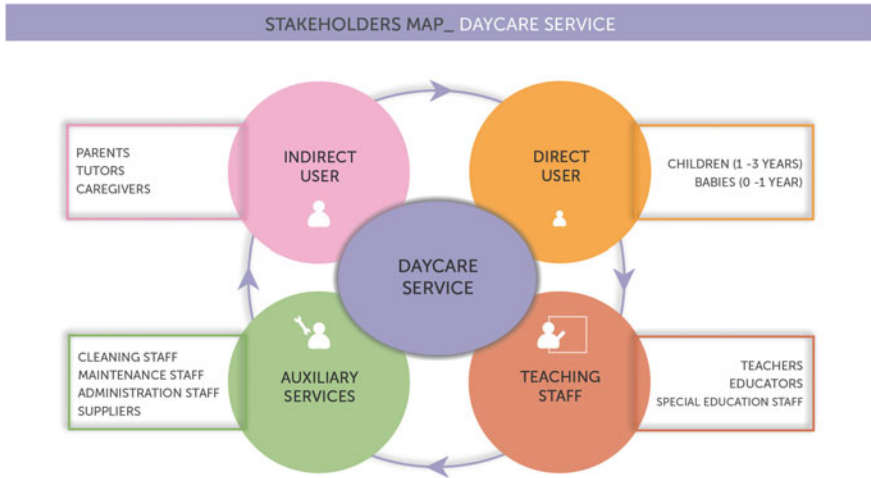 STAKEHOLDERS MAP_ DAYCARE SERVICE
PARENTS
TUTORS
CAREGIVERS
INDIRECT
USER
DIRECT
USER
CHILDREN (1 -3 YEARS)
BABIES (0 -1 YEAR)
DAYCARE
SERVICE
CLEANING STAFF
MAINTENANCE STAFF
ADMINISTRATION STAFF
SUPPLIERS
AUXILIARY
SERVICES
TEACHING
STAFF
TEACHERS
EDUCATORS
SPECIAL EDUCATION STAFF